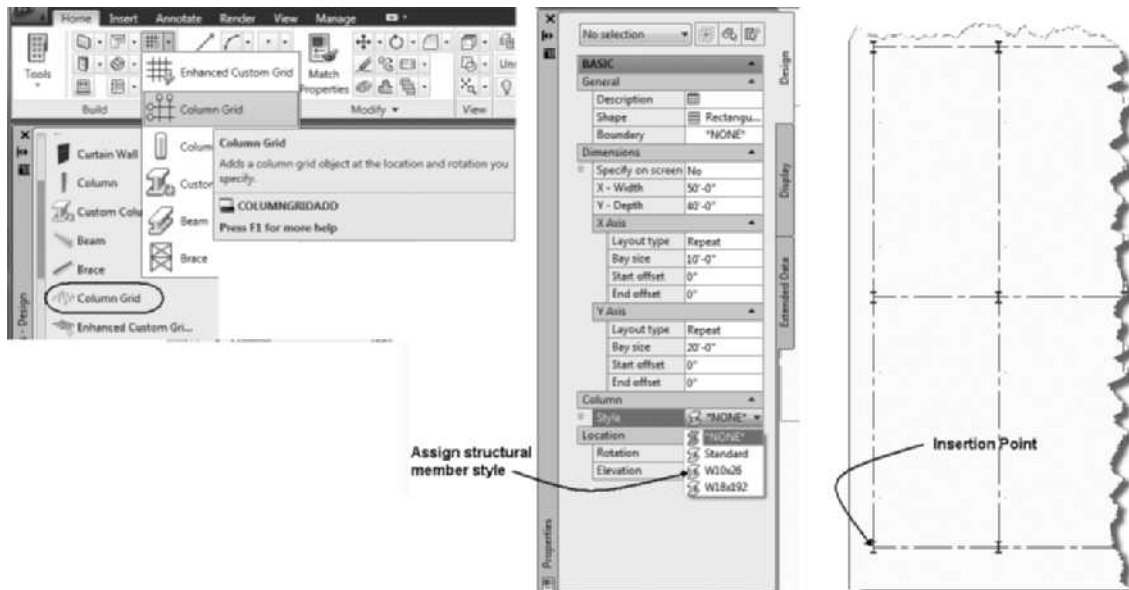 Home Insert Annotate Render View Manage
Tools
Enhanced Custom Grid
Match
Properties
Column Grid
Build
Modify
View
Column Grid
Adds a column grid object at the location and rotation you
specify.
COLUMNGRIDADD
Press F1 for more help
Beam
Brace
Curtain Wall
Column
Beam
Brace
Column Grid
Enhanced Custom Gri...
- Design
No selection
BASIC
General
Description
Shape Rectangu...
Boundary *NONE*
Dimensions
Specify on screen No
X - Width 50'-0"
Y - Depth 40'-0"
X Axis
Layout type Repeat
Bay size 10'-0"
Start offset 0"
End offset 0"
Y Axis
Layout type Repeat
Bay size 20'-0"
Start offset 0"
End offset 0"
Column
Style *NONE*
*NONE*
Standard
W10x26
W18x192
Location
Rotation
Elevation
Properties
Design
Display
Extended Data
Assign structural
member style
Insertion Point